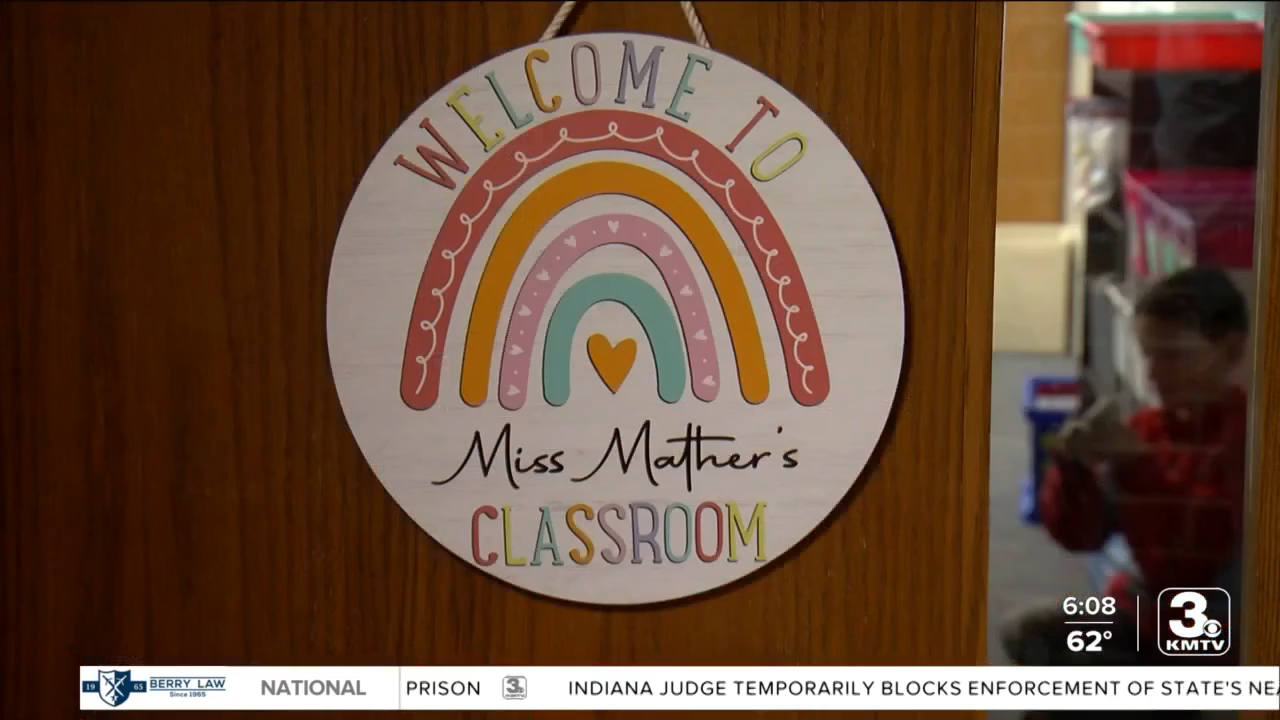 WELCOME TO
Miss Mather's
CLASSROOM
6:08
62°
3
KMTV
19 65 BERRY LAW
Since 1965
NATIONAL
PRISON 3 INDIANA JUDGE TEMPORARILY BLOCKS ENFORCEMENT OF STATE'S